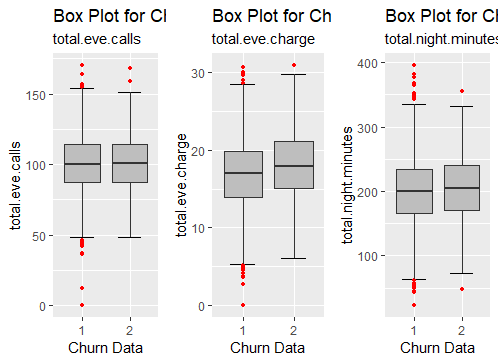 Box Plot for Cl
total.eve.calls
150
100
50
0
total.eve.calls
1
2
Churn Data
Box Plot for Ch
total.eve.charge
30
20
10
0
total.eve.charge
1
2
Churn Data
Box Plot for Cl
total.night.minutes
400
300
200
100
total.night.minutes
1
2
Churn Data